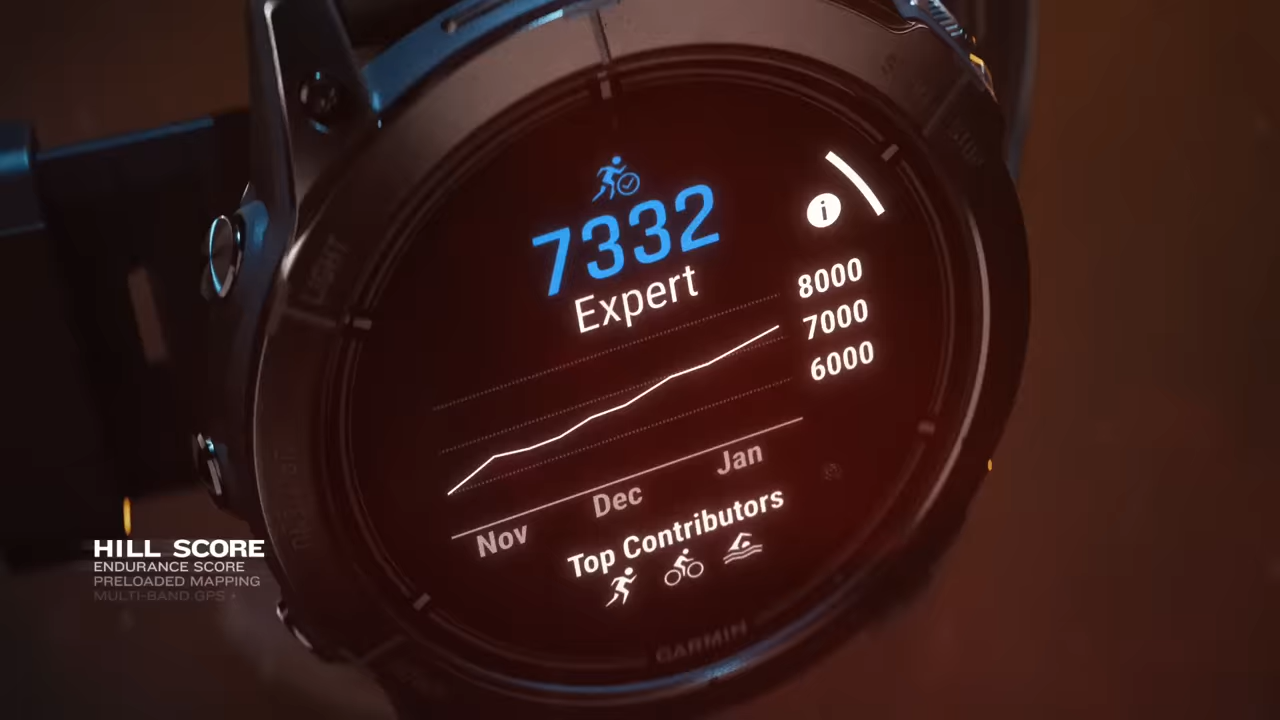 7332
Expert
8000
7000
6000
Nov
Dec
Jan
Top Contributors
GARMIN
LIGHT
HILL SCORE
ENDURANCE SCORE
PRELOADED MAPPING
MULTI-BAND GPS +